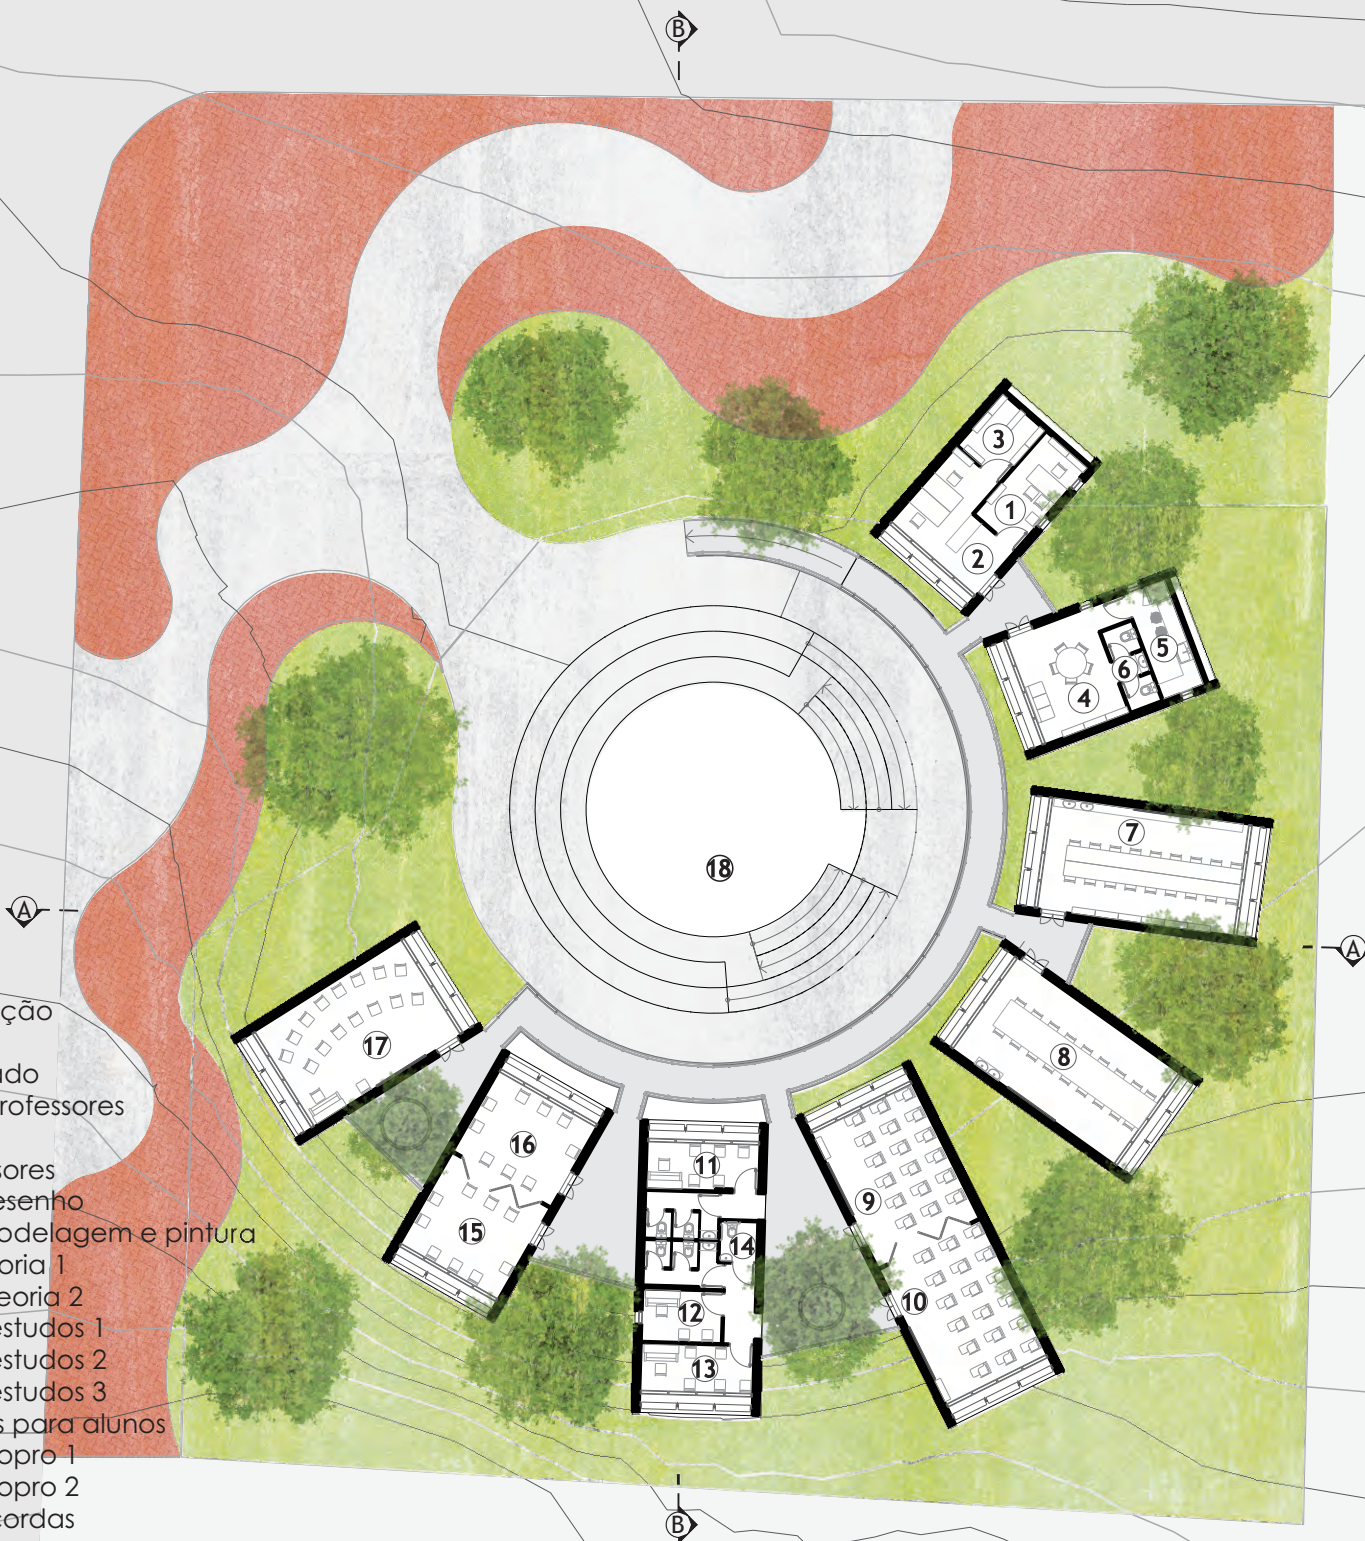 B
3
1
2
5
6
4
7
18
A
A
ção
17
8
ado
rofessores
16
11
sores
9
esenho
15
14
odelagem e pintura
oria 1
eoria 2
10
12
estudos 1
estudos 2
13
estudos 3
s para alunos
opro 1
opro 2
cordas
B